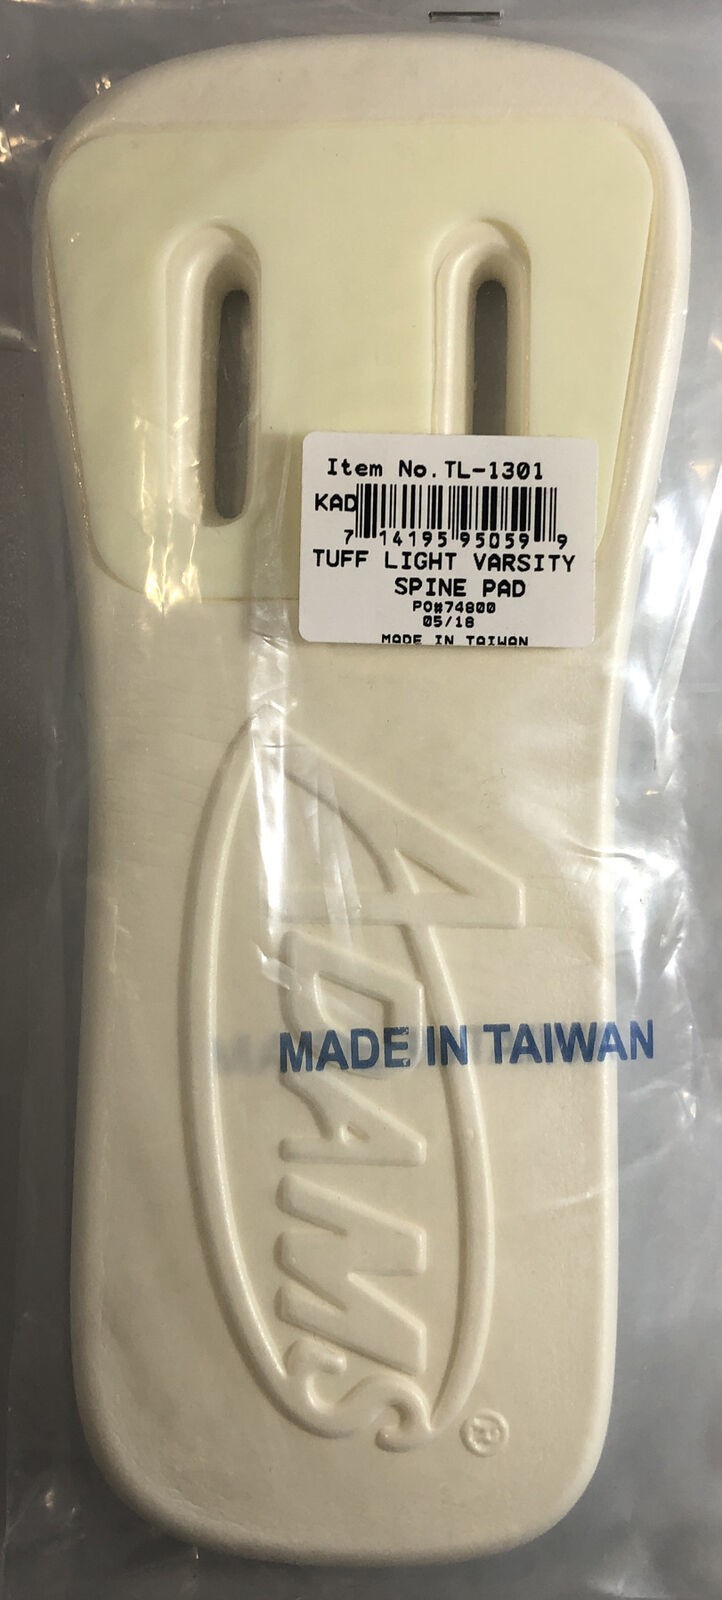 Item No.TL-1301
KAD
7 14195 95059 9
TUFF LIGHT VARSITY
SPINE PAD
PO#74800
05/18
MADE IN TAIWAN
ADAMS®
MADE IN TAIWAN